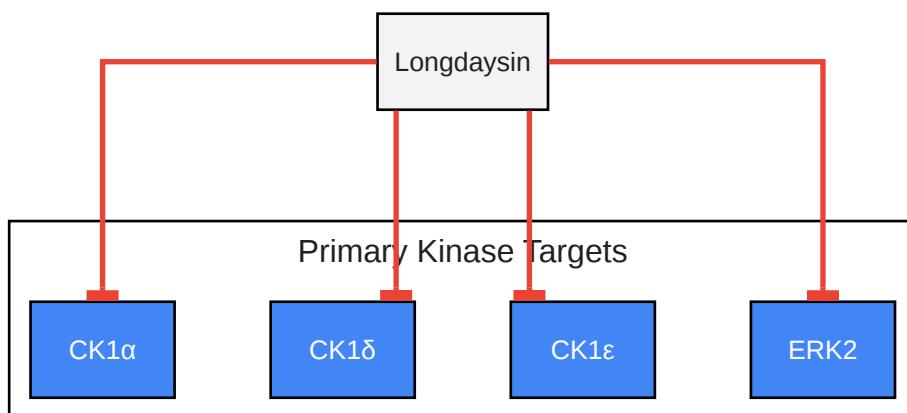 Longdaysin
Primary Kinase Targets
CK1α
CK1δ
CK1ε
ERK2